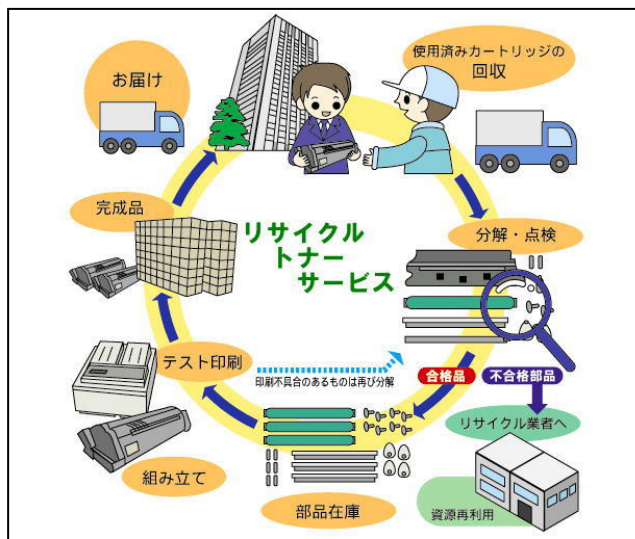 お届け
使用済みカートリッジの
回収
完成品
リサイクル
トナー
サービス
分解・点検
テスト印刷
印刷不具合のあるものは再び分解
合格品
不合格部品
リサイクル業者へ
組み立て
部品在庫
資源再利用